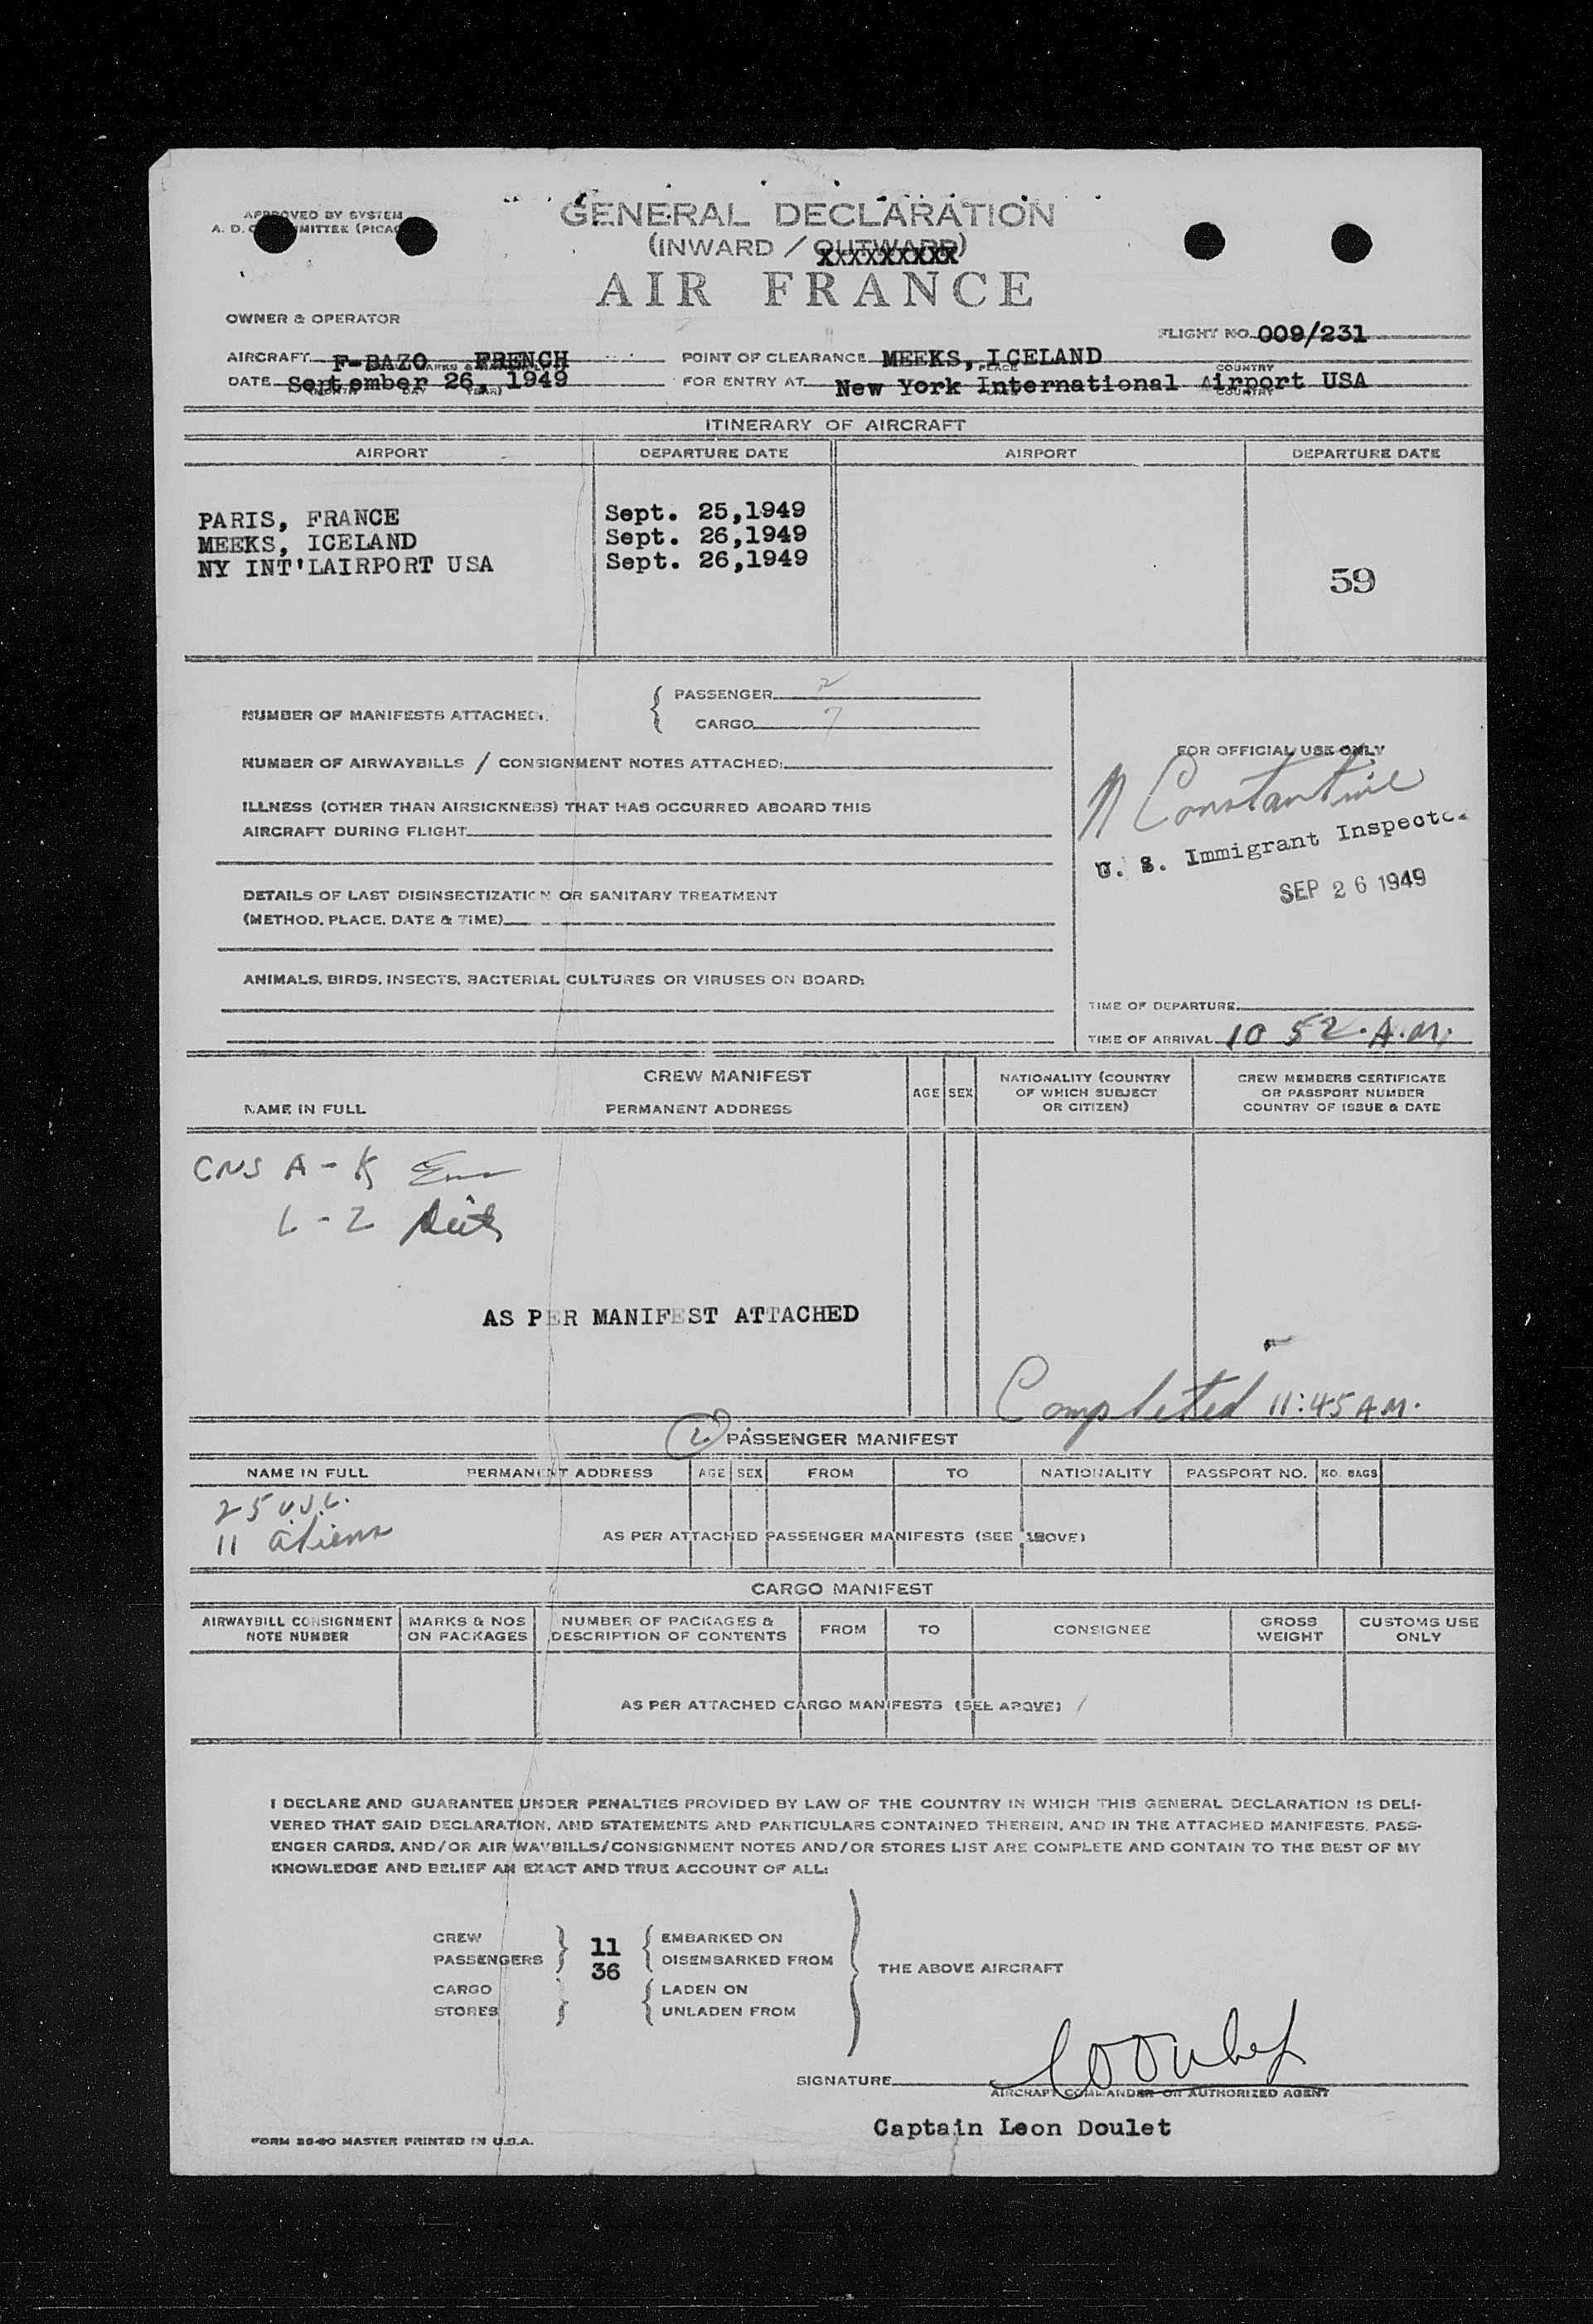 APPROVED BY SYSTEM
GENERAL DECLARATION
(INWARD / OUTWARD)
XXXXXXXXX
AIR FRANCE
OWNER & OPERATOR
FLIGHT NO. 009/231
AIRCRAFT F-BAZO FRENCH
POINT OF CLEARANCE MEEKS, ICELAND
PLACE COUNTRY
DATE September 26, 1949
(MONTH DAY YEAR)
FOR ENTRY AT New York International Airport USA
COUNTRY
ITINERARY OF AIRCRAFT
AIRPORT DEPARTURE DATE AIRPORT DEPARTURE DATE
PARIS, FRANCE Sept. 25,1949
MEEKS, ICELAND Sept. 26,1949
NY INT'LAIRPORT USA Sept. 26,1949
59
NUMBER OF MANIFESTS ATTACHED:
PASSENGER 2
CARGO 7
NUMBER OF AIRWAYBILLS / CONSIGNMENT NOTES ATTACHED:
ILLNESS (OTHER THAN AIRSICKNESS) THAT HAS OCCURRED ABOARD THIS
AIRCRAFT DURING FLIGHT
DETAILS OF LAST DISINSECTIZATION OR SANITARY TREATMENT
(METHOD, PLACE, DATE & TIME)
ANIMALS, BIRDS, INSECTS, BACTERIAL CULTURES OR VIRUSES ON BOARD:
FOR OFFICIAL USE ONLY
N Constantine
U. S. Immigrant Inspector
SEP 26 1949
TIME OF DEPARTURE
TIME OF ARRIVAL 10 52 A.M.
CREW MANIFEST
NAME IN FULL PERMANENT ADDRESS AGE SEX
NATIONALITY (COUNTRY
OF WHICH SUBJECT
OR CITIZEN)
CREW MEMBERS CERTIFICATE
OR PASSPORT NUMBER
COUNTRY OF ISSUE & DATE
CNS A - K
L - Z
AS PER MANIFEST ATTACHED
Completed 11:45 A.M.
2 PASSENGER MANIFEST
NAME IN FULL PERMANENT ADDRESS AGE SEX FROM TO NATIONALITY PASSPORT NO. NO. BAGS
25 U.S.C.
11 aliens
AS PER ATTACHED PASSENGER MANIFESTS (SEE ABOVE)
CARGO MANIFEST
AIRWAYBILL CONSIGNMENT
NOTE NUMBER
MARKS & NOS
ON PACKAGES
NUMBER OF PACKAGES &
DESCRIPTION OF CONTENTS
FROM TO CONSIGNEE
GROSS
WEIGHT
CUSTOMS USE
ONLY
AS PER ATTACHED CARGO MANIFESTS (SEE ABOVE)
I DECLARE AND GUARANTEE UNDER PENALTIES PROVIDED BY LAW OF THE COUNTRY IN WHICH THIS GENERAL DECLARATION IS DELI-
VERED THAT SAID DECLARATION, AND STATEMENTS AND PARTICULARS CONTAINED THEREIN, AND IN THE ATTACHED MANIFESTS, PASS-
ENGER CARDS, AND/OR AIR WAYBILLS/CONSIGNMENT NOTES AND/OR STORES LIST ARE COMPLETE AND CONTAIN TO THE BEST OF MY
KNOWLEDGE AND BELIEF AN EXACT AND TRUE ACCOUNT OF ALL:
CREW 11 EMBARKED ON
PASSENGERS 36 DISEMBARKED FROM
THE ABOVE AIRCRAFT
CARGO LADEN ON
STORES UNLADEN FROM
SIGNATURE
AIRCRAFT COMMANDER OR AUTHORIZED AGENT
Captain Leon Doulet
FORM 26-60 MASTER PRINTED IN U.S.A.